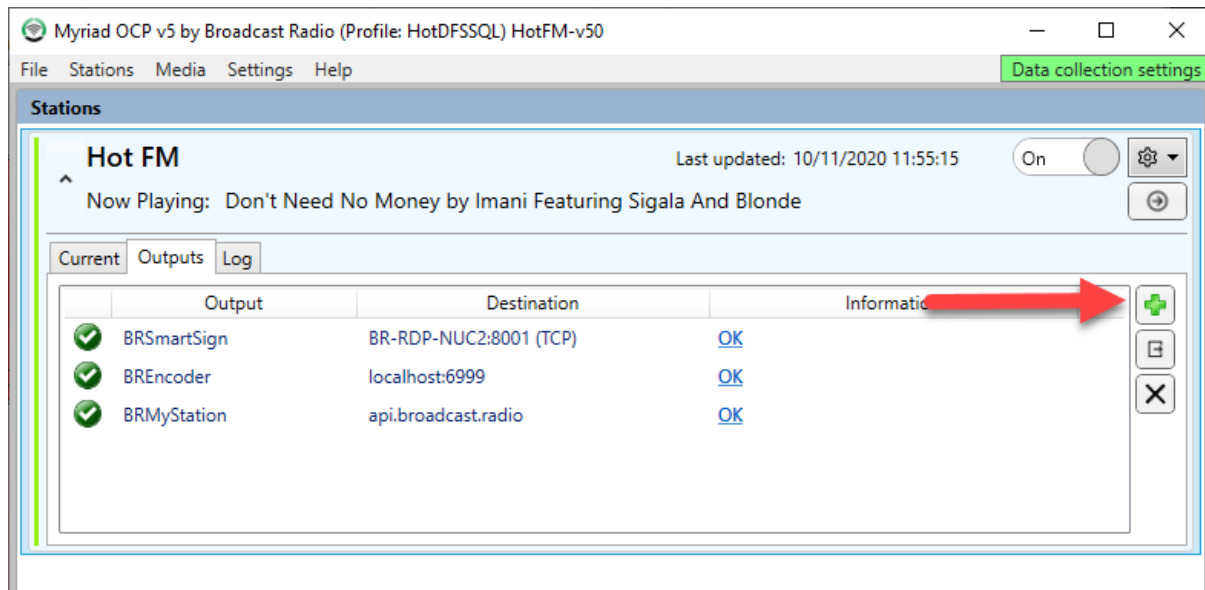 Myriad OCP v5 by Broadcast Radio (Profile: HotDFSSQL) HotFM-v50
File Stations Media Settings Help Data collection settings
Stations
Hot FM Last updated: 10/11/2020 11:55:15 On
Now Playing: Don't Need No Money by Imani Featuring Sigala And Blonde
Current Outputs Log
Output Destination
BRSmartSign BR-RDP-NUC2:8001 (TCP) OK
BREncoder localhost:6999 OK
BRMyStation api.broadcast.radio OK